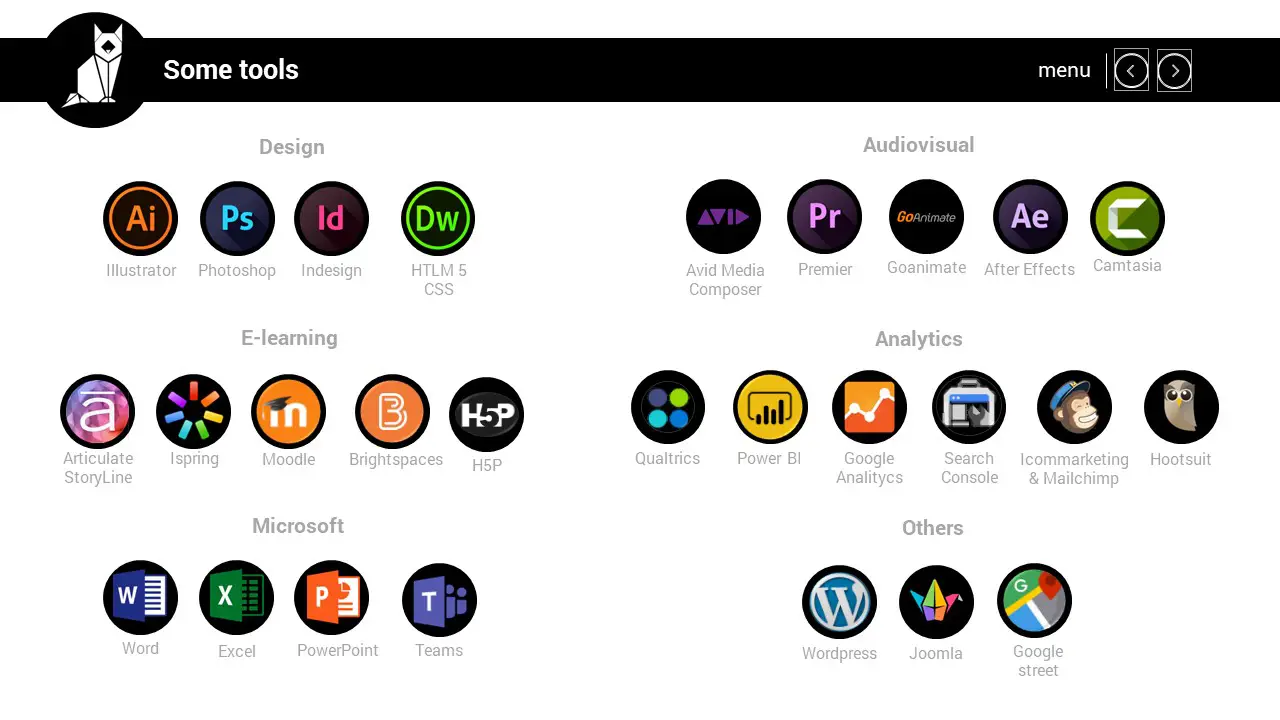 Some tools
menu
Design
Ai
Ps
Id
Dw
Illustrator
Photoshop
Indesign
HTLM 5
CSS
Audiovisual
AVID
Pr
GoAnimate
Ae
C
Avid Media
Composer
Premier
Goanimate
After Effects
Camtasia
E-learning
ā
m
B
H5P
Articulate
StoryLine
Ispring
Moodle
Brightspaces
H5P
Analytics
Qualtrics
Power BI
Google
Analitycs
Search
Console
Icommarketing
& Mailchimp
Hootsuit
Microsoft
W
X
P
T
Word
Excel
PowerPoint
Teams
Others
W
G
Wordpress
Joomla
Google
street